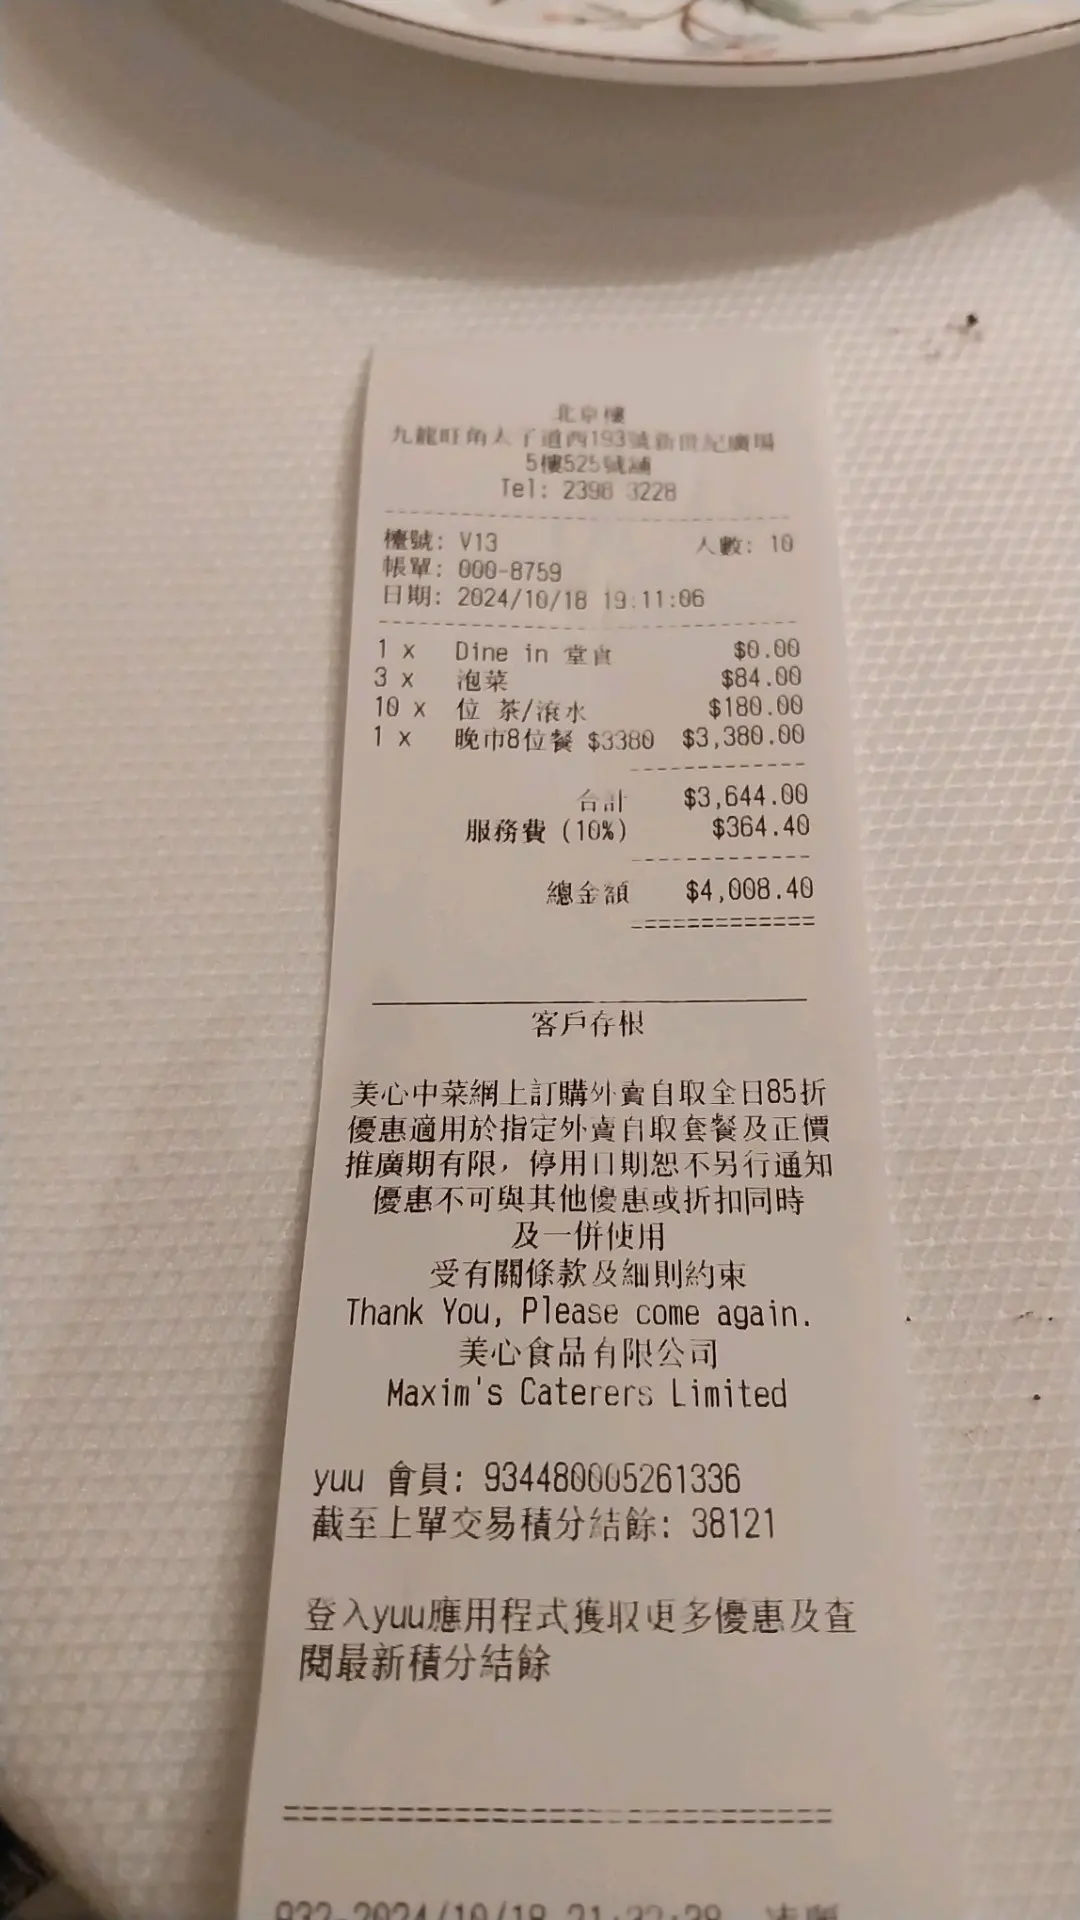 北京樓
九龍旺角太子道西193號新世紀廣場
5樓525號舖
Tel: 2398 3228
檯號: V13 人數: 10
帳單: 000-8759
日期: 2024/10/18 19:11:06
1 x Dine in 堂食 $0.00
3 x 泡菜 $84.00
10 x 位 茶/滾水 $180.00
1 x 晚市8位餐 $3380 $3,380.00
合計 $3,644.00
服務費 (10%) $364.40
總金額 $4,008.40
客戶存根
美心中菜網上訂購外賣自取全日85折
優惠適用於指定外賣自取套餐及正價
推廣期有限，停用日期恕不另行通知
優惠不可與其他優惠或折扣同時
及一併使用
受有關條款及細則約束
Thank You, Please come again.
美心食品有限公司
Maxim's Caterers Limited
yuu 會員: 9344800005261336
截至上單交易積分結餘: 38121
登入yuu應用程式獲取更多優惠及查
閱最新積分結餘
932-2024/10/18 21:32:38